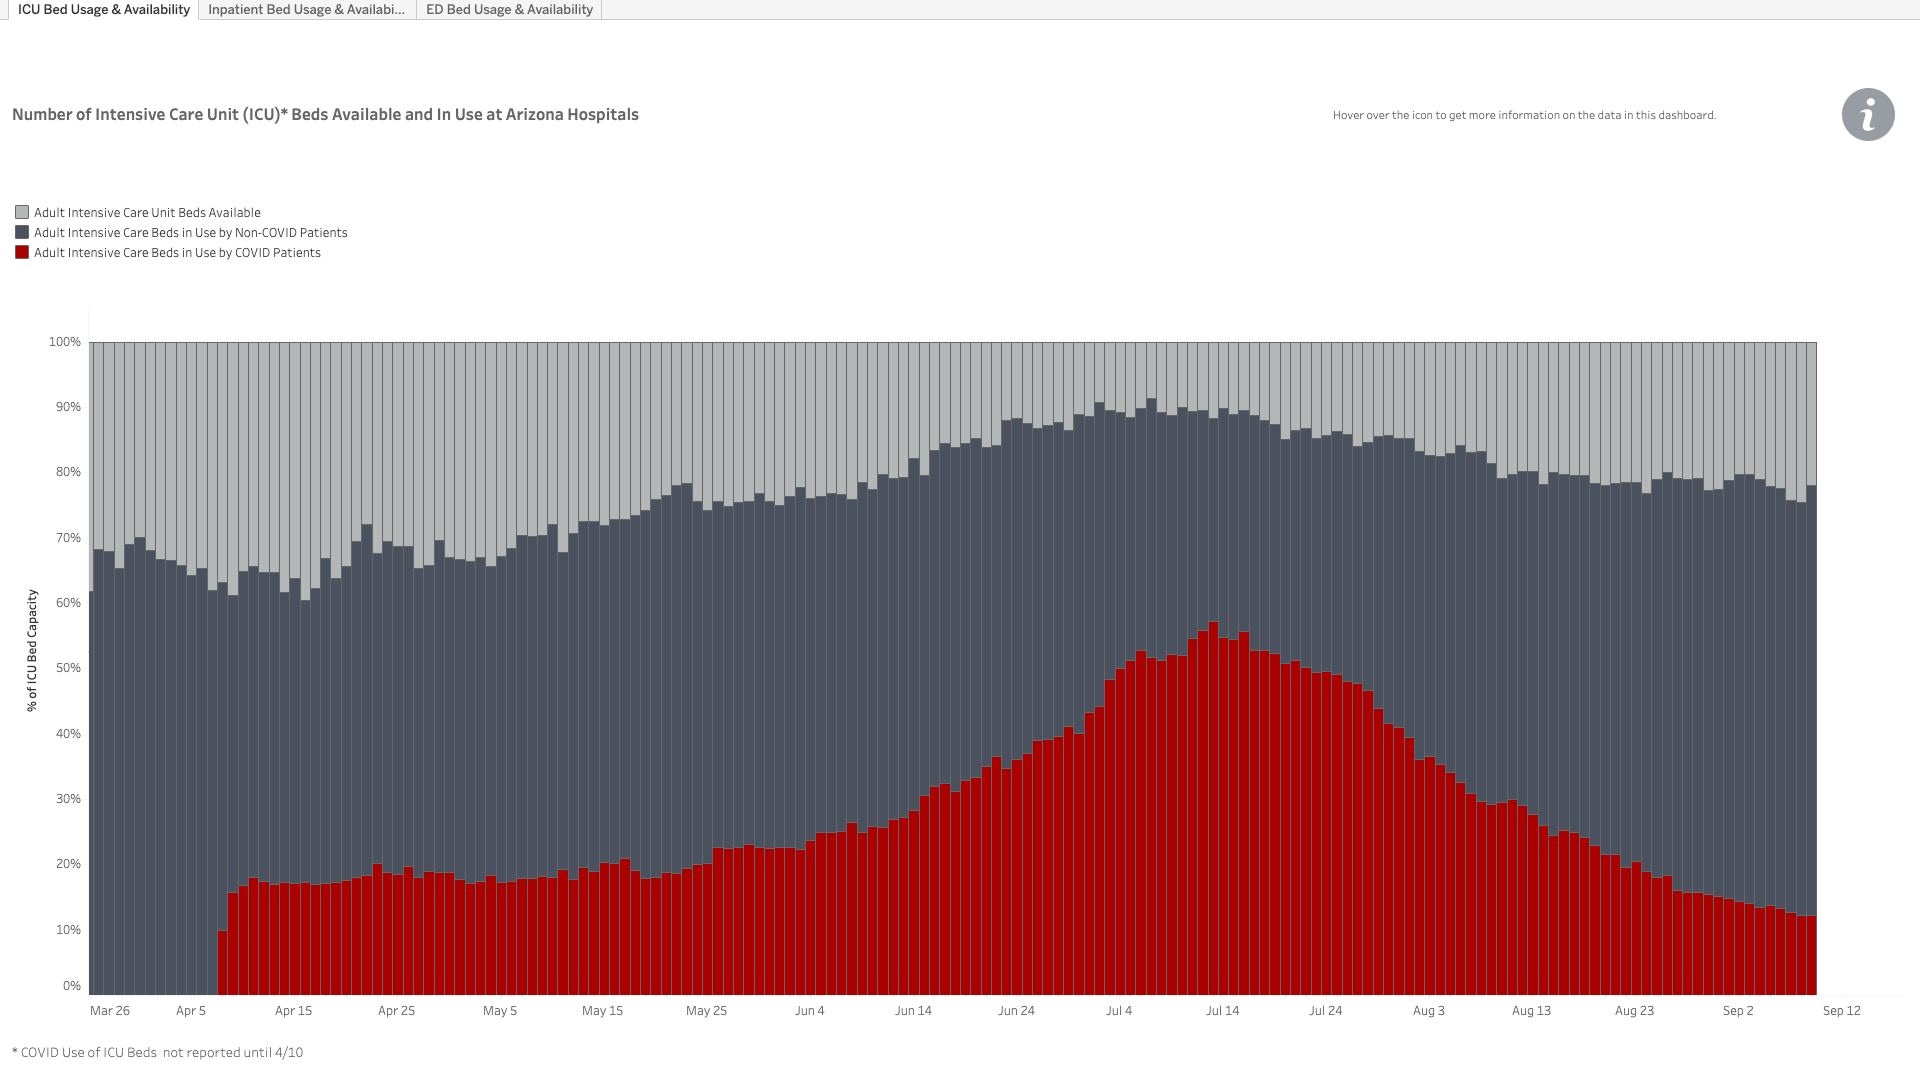 ICU Bed Usage & Availability
Inpatient Bed Usage & Availabi...
ED Bed Usage & Availability
Number of Intensive Care Unit (ICU)* Beds Available and In Use at Arizona Hospitals
Hover over the icon to get more information on the data in this dashboard.
i
Adult Intensive Care Unit Beds Available
Adult Intensive Care Beds in Use by Non-COVID Patients
Adult Intensive Care Beds in Use by COVID Patients
% of ICU Bed Capacity
100%
90%
80%
70%
60%
50%
40%
30%
20%
10%
0%
Mar 26
Apr 5
Apr 15
Apr 25
May 5
May 15
May 25
Jun 4
Jun 14
Jun 24
Jul 4
Jul 14
Jul 24
Aug 3
Aug 13
Aug 23
Sep 2
Sep 12
* COVID Use of ICU Beds  not reported until 4/10